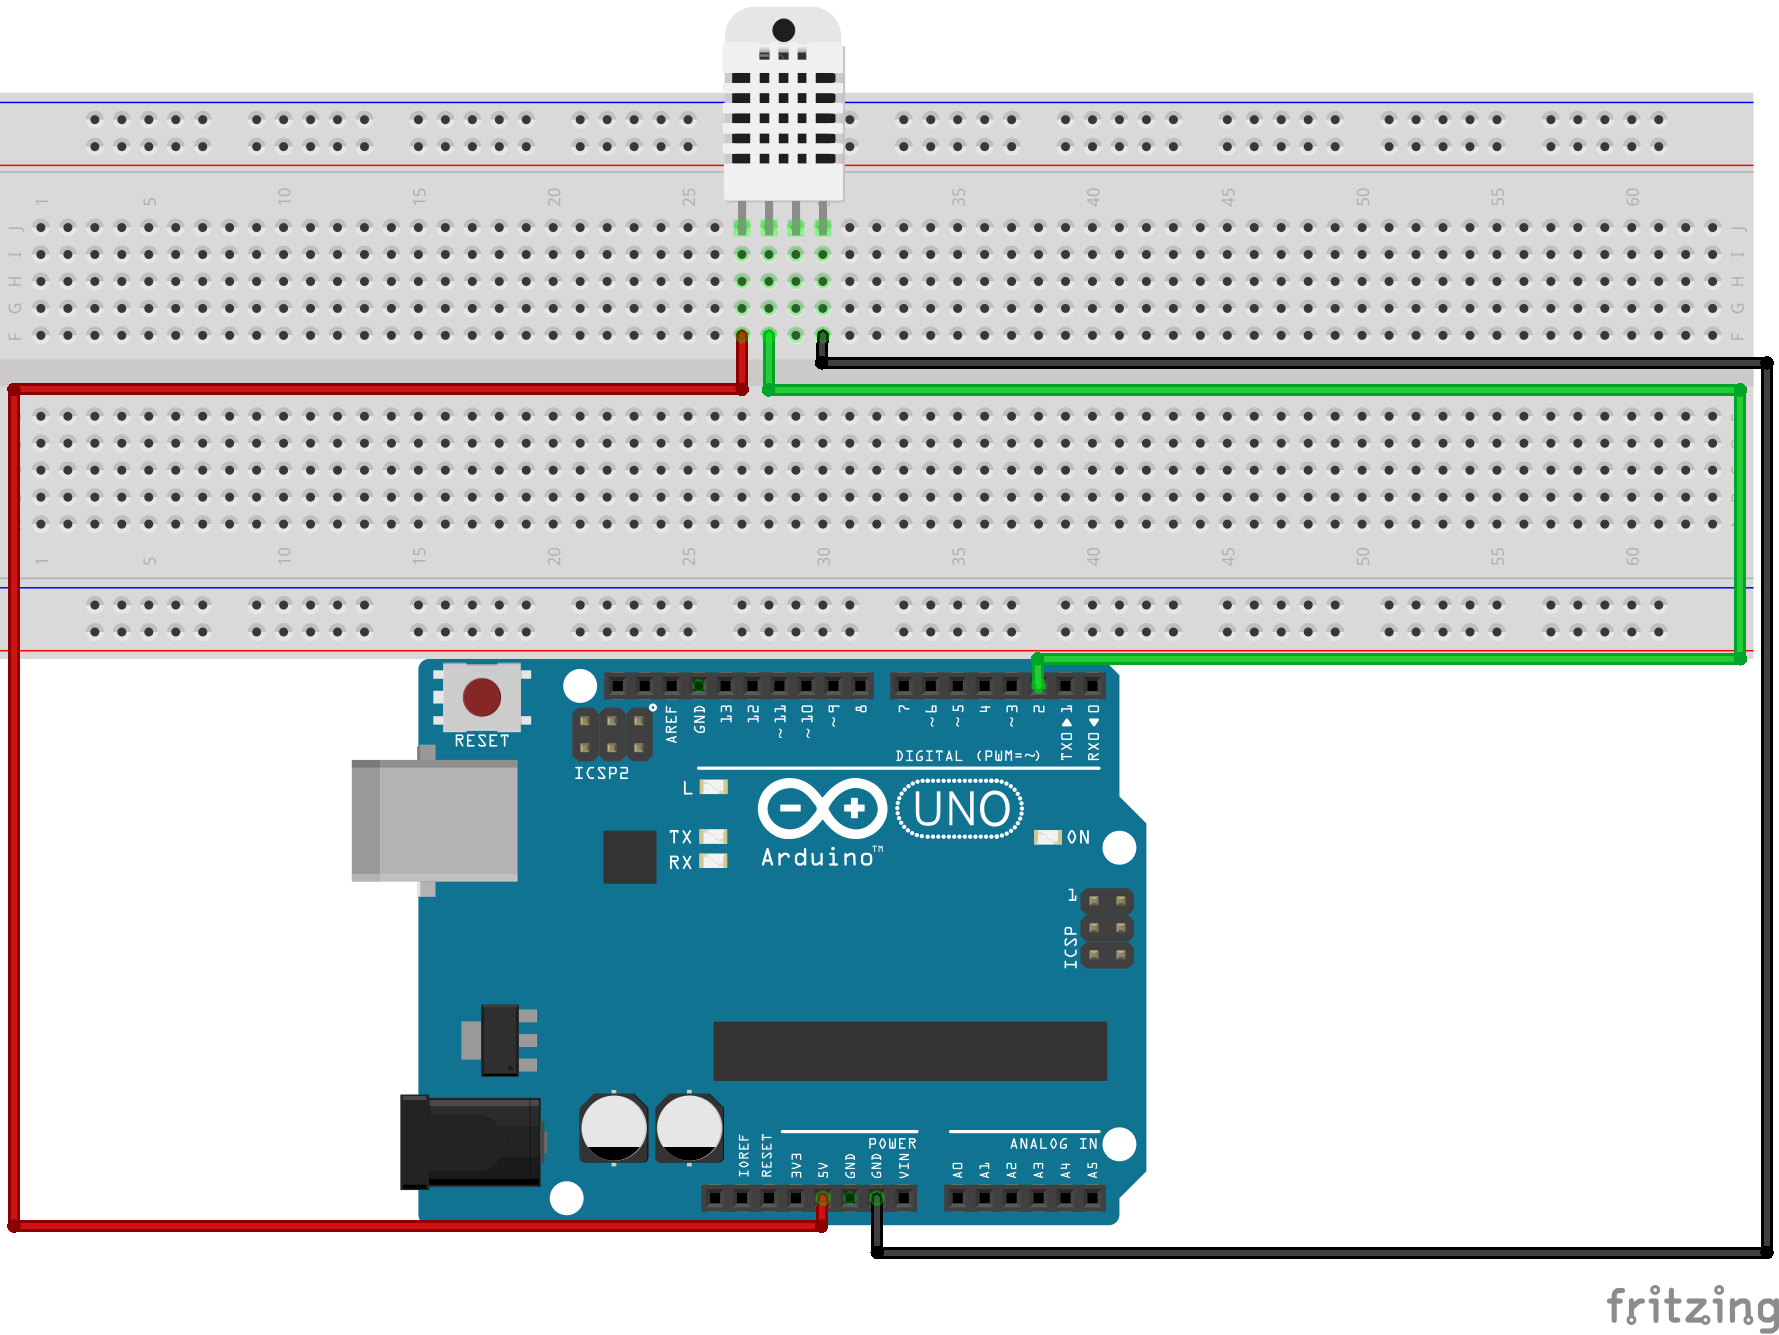 1 5 10 15 20 25 35 40 45 50 55 60
J J
I I
H H
G G
F F
1 5 10 15 20 25 30 35 40 45 50 55 60
RESET
ICSP2
AREF
GND
13
12
~11
~10
~9
8
7
~6
~5
4
~3
2
TX0 1
RX0 0
DIGITAL (PWM=~)
L
TX
RX
Arduino™
UNO
ON
1
ICSP
IOREF
RESET
3V3
5V
GND
GND
VIN
POWER
ANALOG IN
A0
A1
A2
A3
A4
A5
fritzing